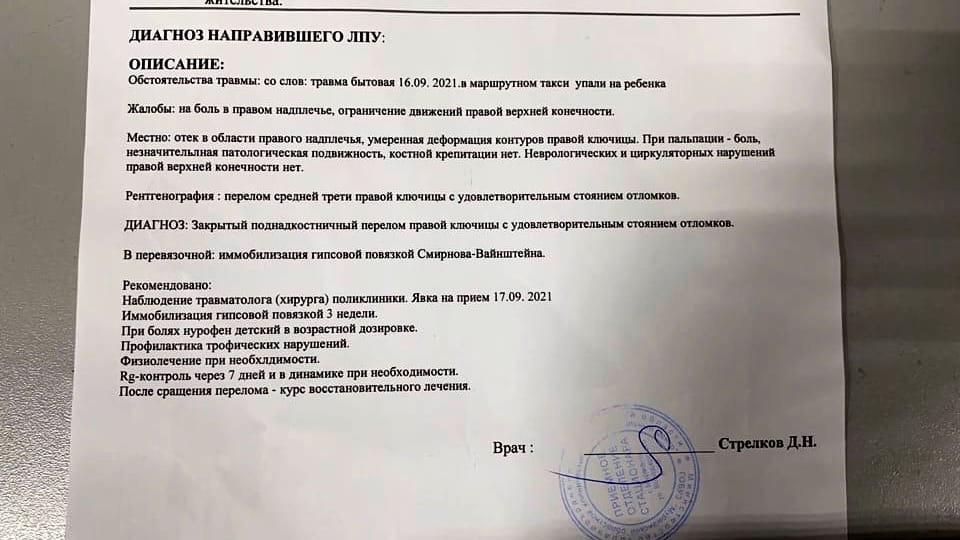 жительства.
ДИАГНОЗ НАПРАВИВШЕГО ЛПУ:
ОПИСАНИЕ:
Обстоятельства травмы: со слов: травма бытовая 16.09. 2021.в маршрутном такси упали на ребенка
Жалобы: на боль в правом надплечье, ограничение движений правой верхней конечности.
Местно: отек в области правого надплечья, умеренная деформация контуров правой ключицы. При пальпации - боль,
незначительлная патологическая подвижность, костной крепитации нет. Неврологических и циркуляторных нарушений
правой верхней конечности нет.
Рентгенография : перелом средней трети правой ключицы с удовлетворительным стоянием отломков.
ДИАГНОЗ: Закрытый поднадкостничный перелом правой ключицы с удовлетворительным стоянием отломков.
В перевязочной: иммобилизация гипсовой повязкой Смирнова-Вайнштейна.
Рекомендовано:
Наблюдение травматолога (хирурга) поликлиники. Явка на прием 17.09. 2021
Иммобилизация гипсовой повязкой 3 недели.
При болях нурофен детский в возрастной дозировке.
Профилактика трофических нарушений.
Физиолечение при необхлдимости.
Rg-контроль через 7 дней и в динамике при необходимости.
После сращения перелома - курс восстановительного лечения.
Врач : Стрелков Д.Н.
ПРИЕМНОЕ
ОТДЕЛЕНИЕ
СТАЦИОНАРА